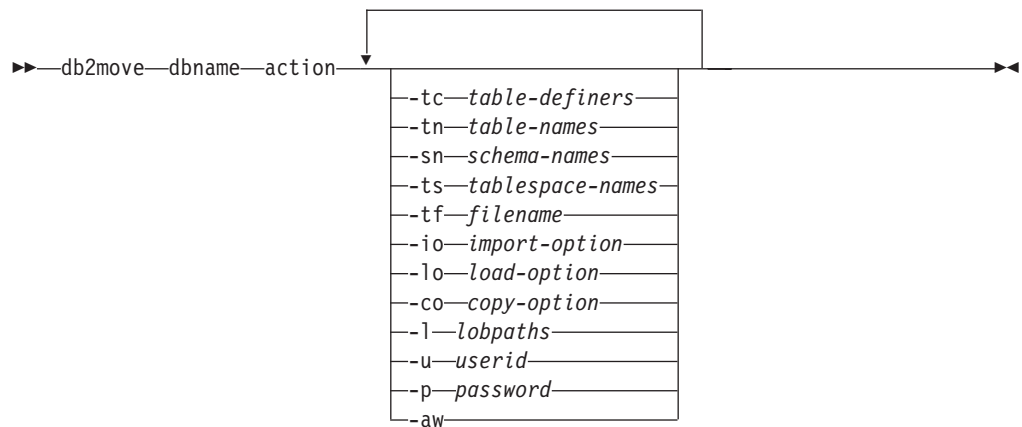 db2move dbname action
-tc table-definers
-tn table-names
-sn schema-names
-ts tablespace-names
-tf filename
-io import-option
-lo load-option
-co copy-option
-l lobpaths
-u userid
-p password
-aw